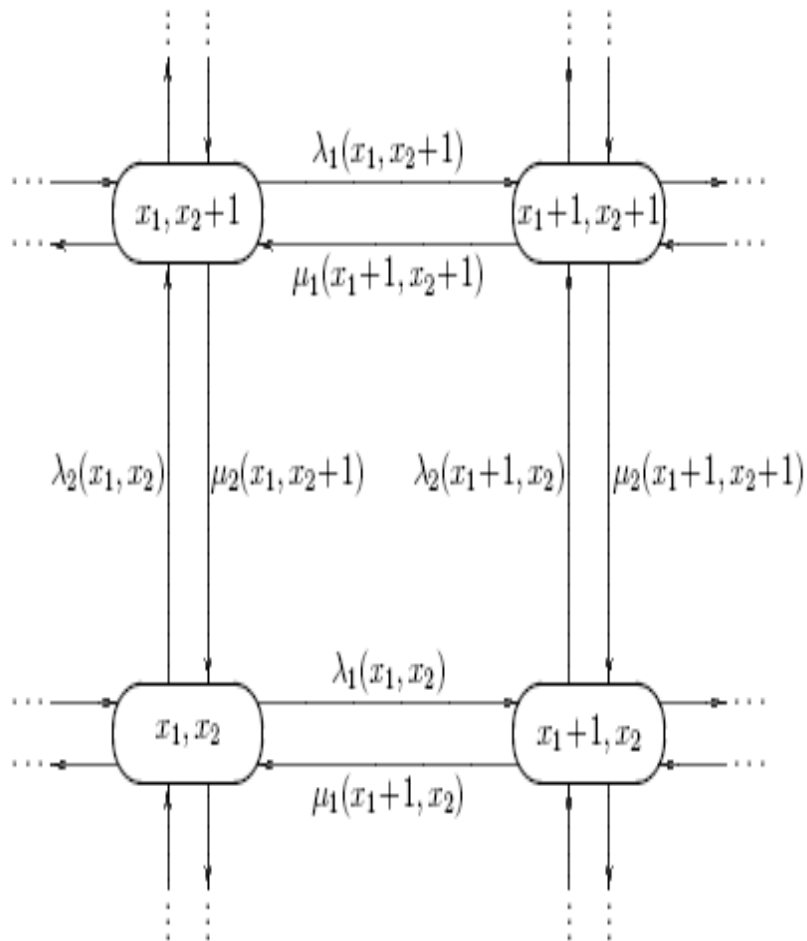 λ₁(x₁, x₂+1)
x₁, x₂+1
x₁+1, x₂+1
μ₁(x₁+1, x₂+1)
λ₂(x₁, x₂)
μ₂(x₁, x₂+1)
λ₂(x₁+1, x₂)
μ₂(x₁+1, x₂+1)
λ₁(x₁, x₂)
x₁, x₂
x₁+1, x₂
μ₁(x₁+1, x₂)